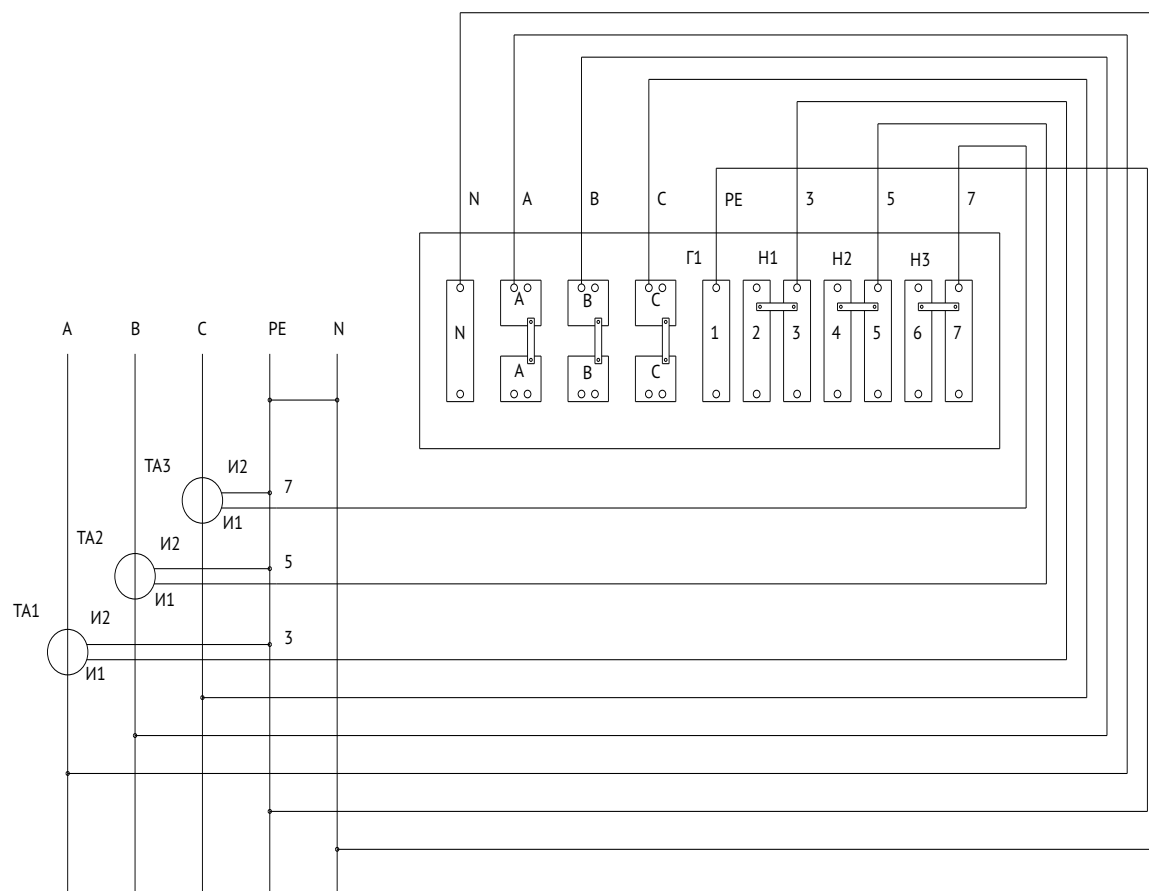 N A B C PE 3 5 7
Г1 Н1 Н2 Н3
A B C
N 1 2 3 4 5 6 7
A B C
A B C PE N
ТА3 И2 7
И1
ТА2 И2 5
И1
ТА1 И2 3
И1